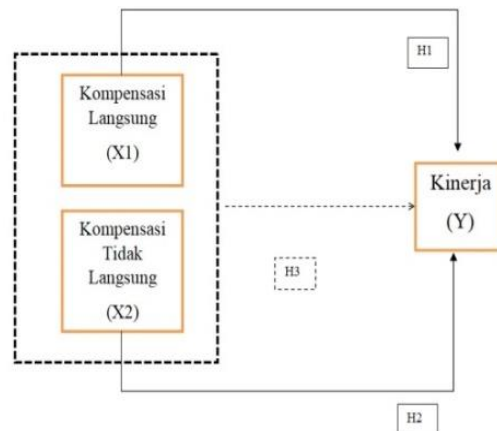 H1
Kompensasi
Langsung
(X1)
Kinerja
(Y)
Kompensasi
Tidak
Langsung
(X2)
H3
H2